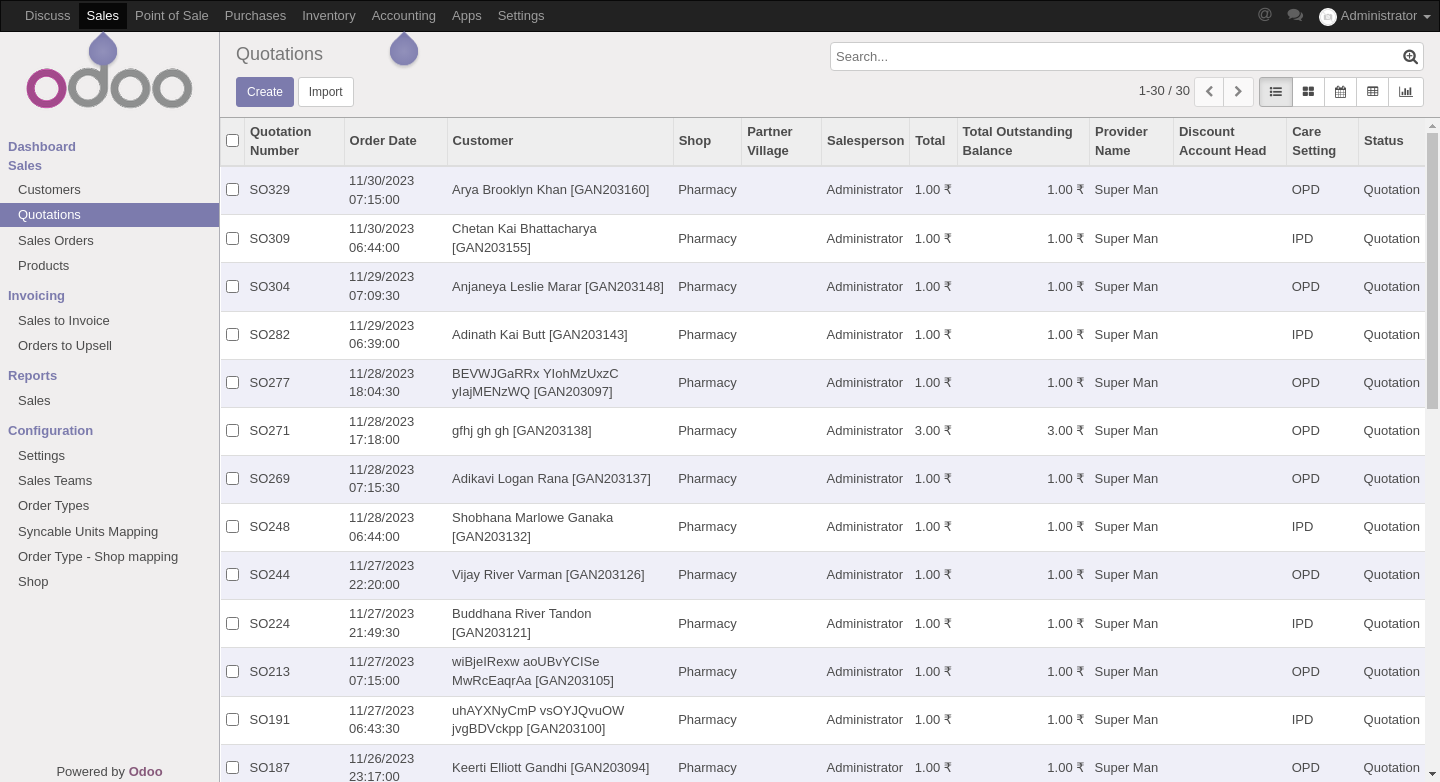 Discuss Sales Point of Sale Purchases Inventory Accounting Apps Settings @ Administrator
odoo
Dashboard
Sales
Customers
Quotations
Sales Orders
Products
Invoicing
Sales to Invoice
Orders to Upsell
Reports
Sales
Configuration
Settings
Sales Teams
Order Types
Syncable Units Mapping
Order Type - Shop mapping
Shop
Powered by Odoo
Quotations
Search...
Create Import
1-30 / 30
Quotation Number Order Date Customer Shop Partner Village Salesperson Total Total Outstanding Balance Provider Name Discount Account Head Care Setting Status
SO329 11/30/2023 07:15:00 Arya Brooklyn Khan [GAN203160] Pharmacy Administrator 1.00 ₹ 1.00 ₹ Super Man OPD Quotation
SO309 11/30/2023 06:44:00 Chetan Kai Bhattacharya [GAN203155] Pharmacy Administrator 1.00 ₹ 1.00 ₹ Super Man IPD Quotation
SO304 11/29/2023 07:09:30 Anjaneya Leslie Marar [GAN203148] Pharmacy Administrator 1.00 ₹ 1.00 ₹ Super Man OPD Quotation
SO282 11/29/2023 06:39:00 Adinath Kai Butt [GAN203143] Pharmacy Administrator 1.00 ₹ 1.00 ₹ Super Man IPD Quotation
SO277 11/28/2023 18:04:30 BEVWJGaRRx YIohMzUxzC yIajMENzWQ [GAN203097] Pharmacy Administrator 1.00 ₹ 1.00 ₹ Super Man OPD Quotation
SO271 11/28/2023 17:18:00 gfhj gh gh [GAN203138] Pharmacy Administrator 3.00 ₹ 3.00 ₹ Super Man OPD Quotation
SO269 11/28/2023 07:15:30 Adikavi Logan Rana [GAN203137] Pharmacy Administrator 1.00 ₹ 1.00 ₹ Super Man OPD Quotation
SO248 11/28/2023 06:44:00 Shobhana Marlowe Ganaka [GAN203132] Pharmacy Administrator 1.00 ₹ 1.00 ₹ Super Man IPD Quotation
SO244 11/27/2023 22:20:00 Vijay River Varman [GAN203126] Pharmacy Administrator 1.00 ₹ 1.00 ₹ Super Man OPD Quotation
SO224 11/27/2023 21:49:30 Buddhana River Tandon [GAN203121] Pharmacy Administrator 1.00 ₹ 1.00 ₹ Super Man IPD Quotation
SO213 11/27/2023 07:15:00 wiBjeIRexw aoUBvYCISe MwRcEaqrAa [GAN203105] Pharmacy Administrator 1.00 ₹ 1.00 ₹ Super Man OPD Quotation
SO191 11/27/2023 06:43:30 uhAYXNyCmP vsOYJQvuOW jvgBDVckpp [GAN203100] Pharmacy Administrator 1.00 ₹ 1.00 ₹ Super Man IPD Quotation
SO187 11/26/2023 23:17:00 Keerti Elliott Gandhi [GAN203094] Pharmacy Administrator 1.00 ₹ 1.00 ₹ Super Man OPD Quotation